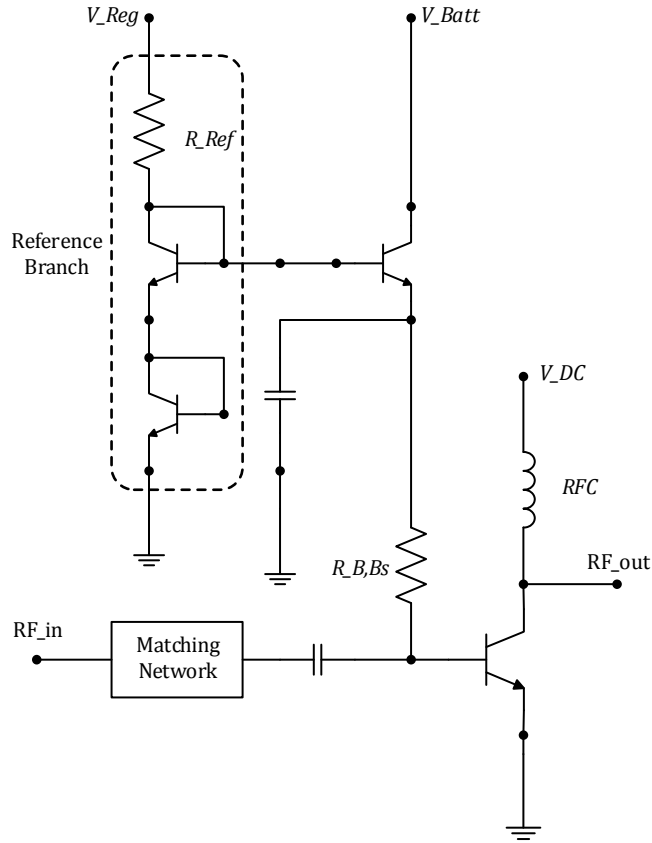 V_Reg
V_Batt
R_Ref
Reference
Branch
V_DC
RFC
R_B,Bs
RF_out
RF_in
Matching
Network